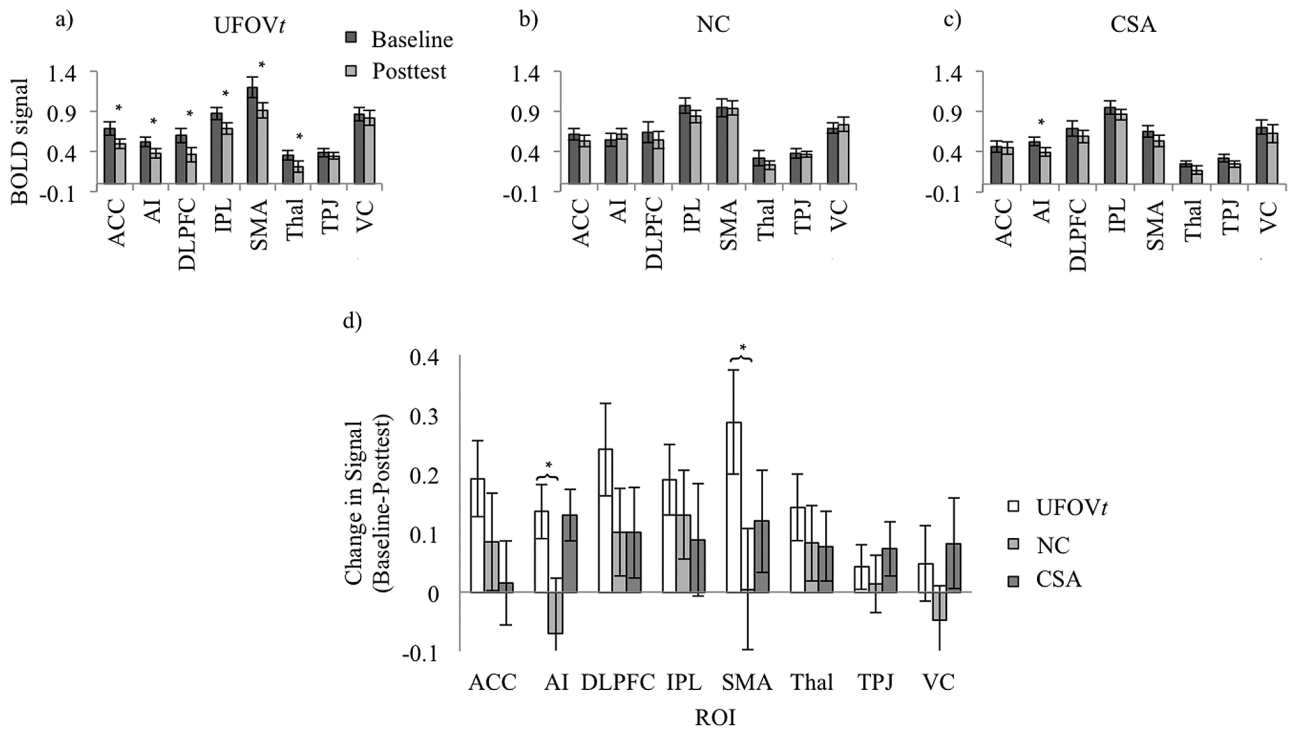 a)
UFOVt
b)
NC
c)
CSA
Baseline
Posttest
BOLD signal
1.4
0.9
0.4
-0.1
* * * * * *
ACC AI DLPFC IPL SMA Thal TPJ VC
1.4
0.9
0.4
-0.1
ACC AI DLPFC IPL SMA Thal TPJ VC
1.4
0.9
0.4
-0.1
*
ACC AI DLPFC IPL SMA Thal TPJ VC
d)
Change in Signal
(Baseline-Posttest)
0.4
0.3
0.2
0.1
0
-0.1
* *
ACC AI DLPFC IPL SMA Thal TPJ VC
ROI
UFOVt
NC
CSA